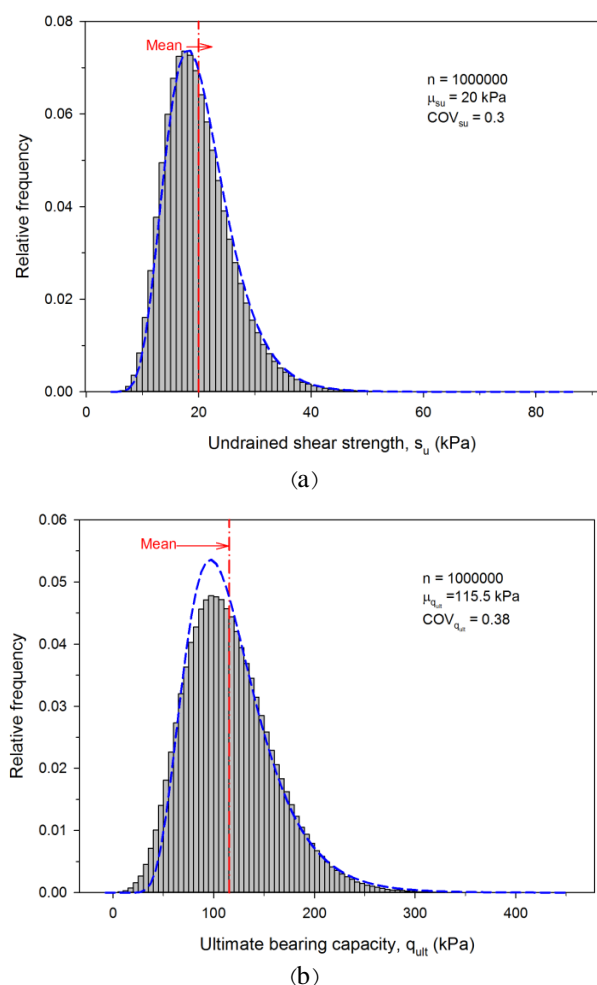 0.08
Mean
n = 1000000
μsu = 20 kPa
COVsu = 0.3
0.06
0.04
0.02
0.00
Relative frequency
0 20 40 60 80
Undrained shear strength, su (kPa)
(a)
0.06
Mean
n = 1000000
μqult =115.5 kPa
COVqult = 0.38
0.05
0.04
0.03
0.02
0.01
0.00
Relative frequency
0 100 200 300 400
Ultimate bearing capacity, qult (kPa)
(b)